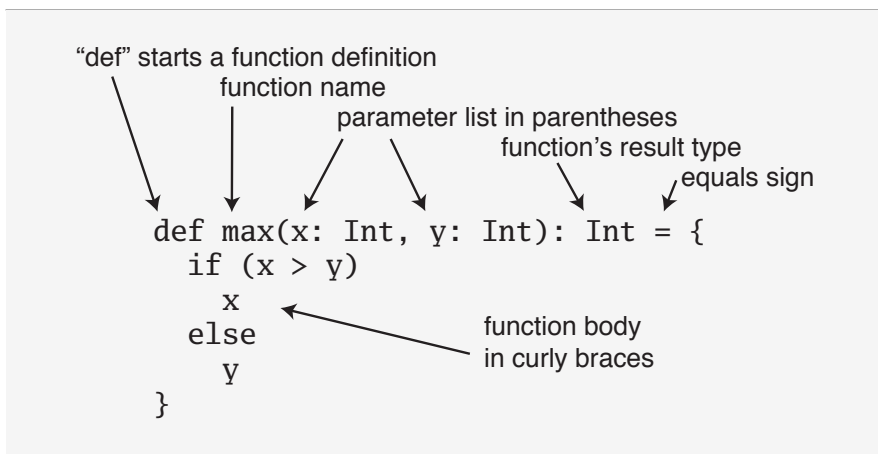 “def” starts a function definition
function name
parameter list in parentheses
function’s result type
equals sign
def max(x: Int, y: Int): Int = {
if (x > y)
x
else
y
}
function body
in curly braces